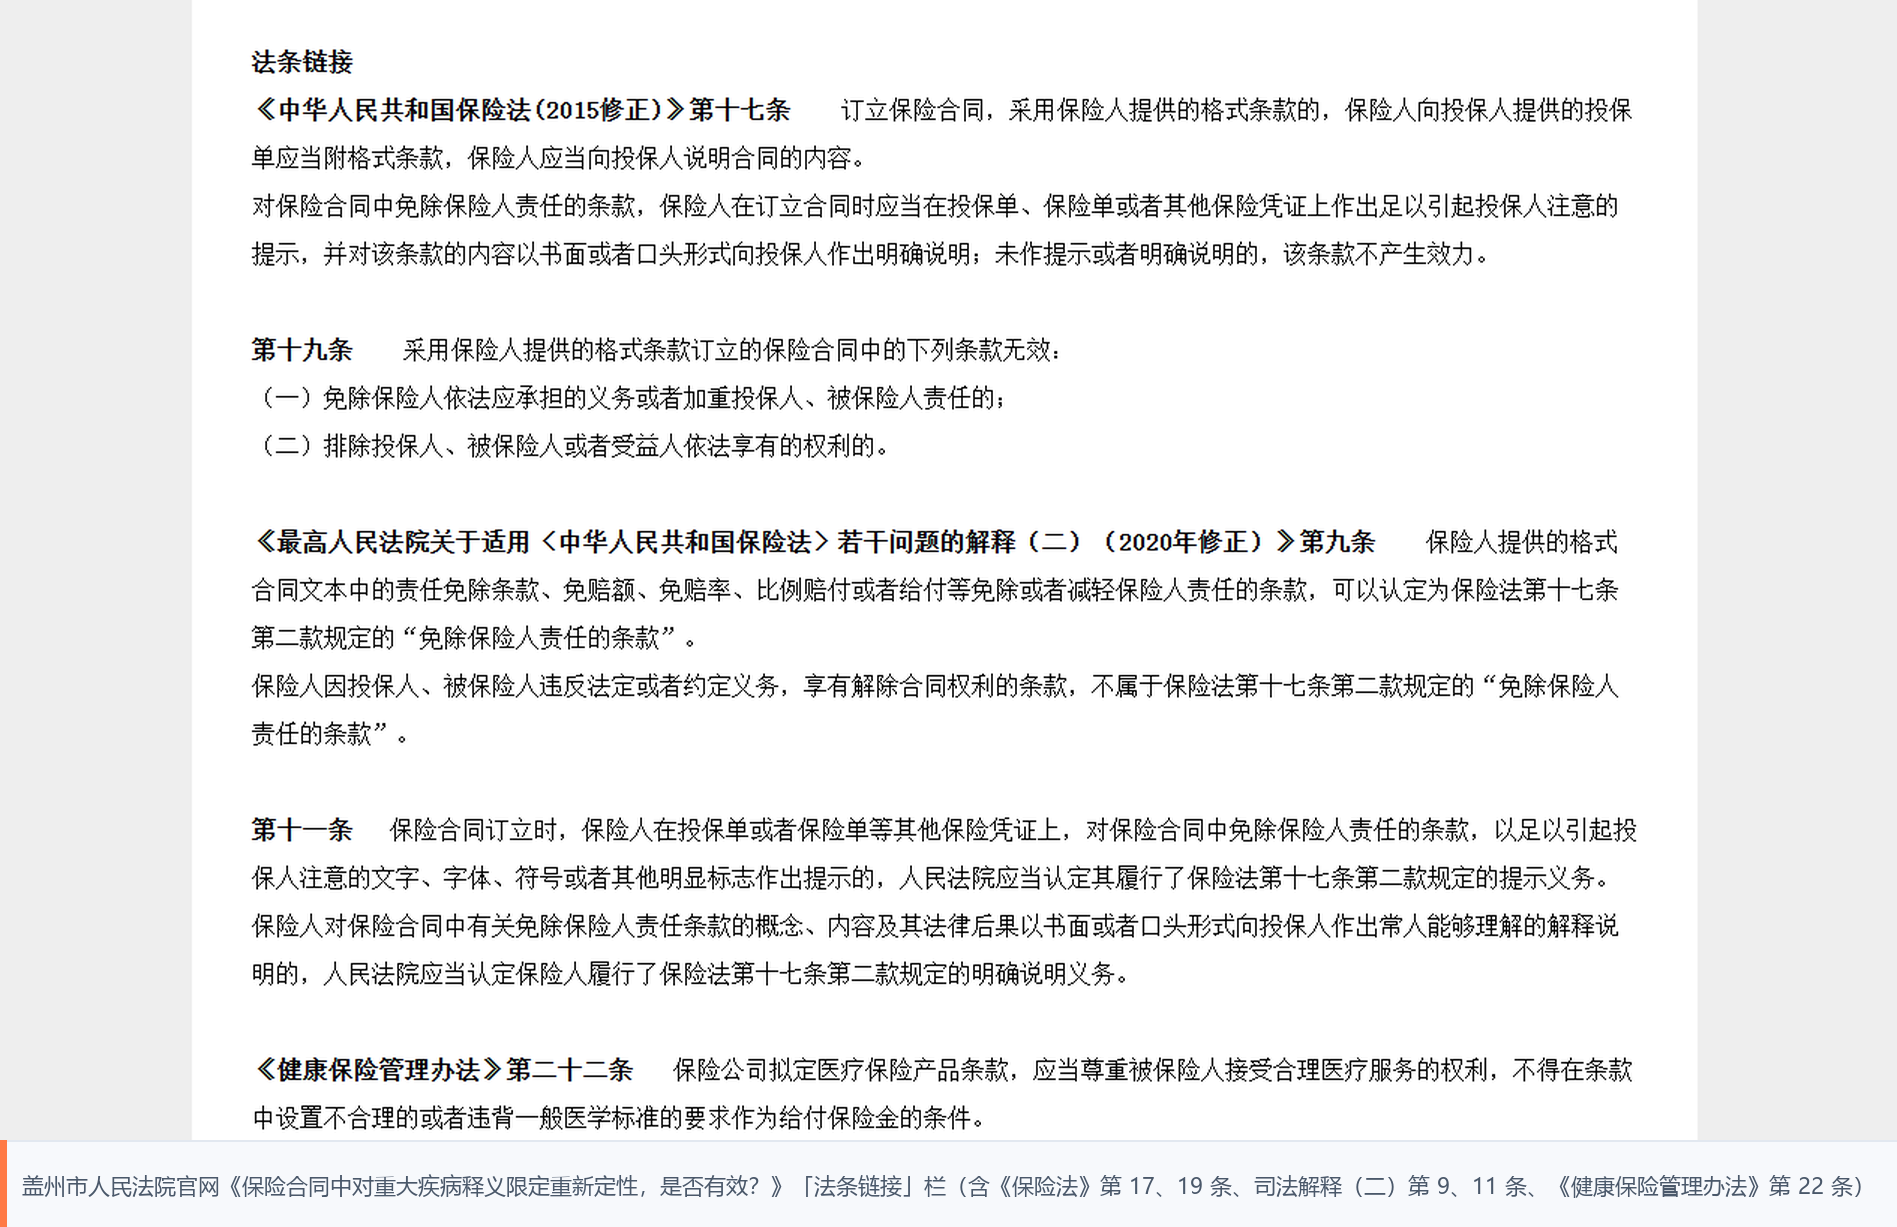 法条链接
《中华人民共和国保险法(2015修正)》第十七条　　订立保险合同，采用保险人提供的格式条款的，保险人向投保人提供的投保
单应当附格式条款，保险人应当向投保人说明合同的内容。
对保险合同中免除保险人责任的条款，保险人在订立合同时应当在投保单、保险单或者其他保险凭证上作出足以引起投保人注意的
提示，并对该条款的内容以书面或者口头形式向投保人作出明确说明；未作提示或者明确说明的，该条款不产生效力。
第十九条　　采用保险人提供的格式条款订立的保险合同中的下列条款无效：
（一）免除保险人依法应承担的义务或者加重投保人、被保险人责任的；
（二）排除投保人、被保险人或者受益人依法享有的权利的。
《最高人民法院关于适用〈中华人民共和国保险法〉若干问题的解释（二）（2020年修正）》第九条　　保险人提供的格式
合同文本中的责任免除条款、免赔额、免赔率、比例赔付或者给付等免除或者减轻保险人责任的条款，可以认定为保险法第十七条
第二款规定的“免除保险人责任的条款”。
保险人因投保人、被保险人违反法定或者约定义务，享有解除合同权利的条款，不属于保险法第十七条第二款规定的“免除保险人
责任的条款”。
第十一条　 保险合同订立时，保险人在投保单或者保险单等其他保险凭证上，对保险合同中免除保险人责任的条款，以足以引起投
保人注意的文字、字体、符号或者其他明显标志作出提示的，人民法院应当认定其履行了保险法第十七条第二款规定的提示义务。
保险人对保险合同中有关免除保险人责任条款的概念、内容及其法律后果以书面或者口头形式向投保人作出常人能够理解的解释说
明的，人民法院应当认定保险人履行了保险法第十七条第二款规定的明确说明义务。
《健康保险管理办法》第二十二条　 保险公司拟定医疗保险产品条款，应当尊重被保险人接受合理医疗服务的权利，不得在条款
中设置不合理的或者违背一般医学标准的要求作为给付保险金的条件。
盖州市人民法院官网《保险合同中对重大疾病释义限定重新定性，是否有效？》「法条链接」栏（含《保险法》第 17、19 条、司法解释（二）第 9、11 条、《健康保险管理办法》第 22 条）